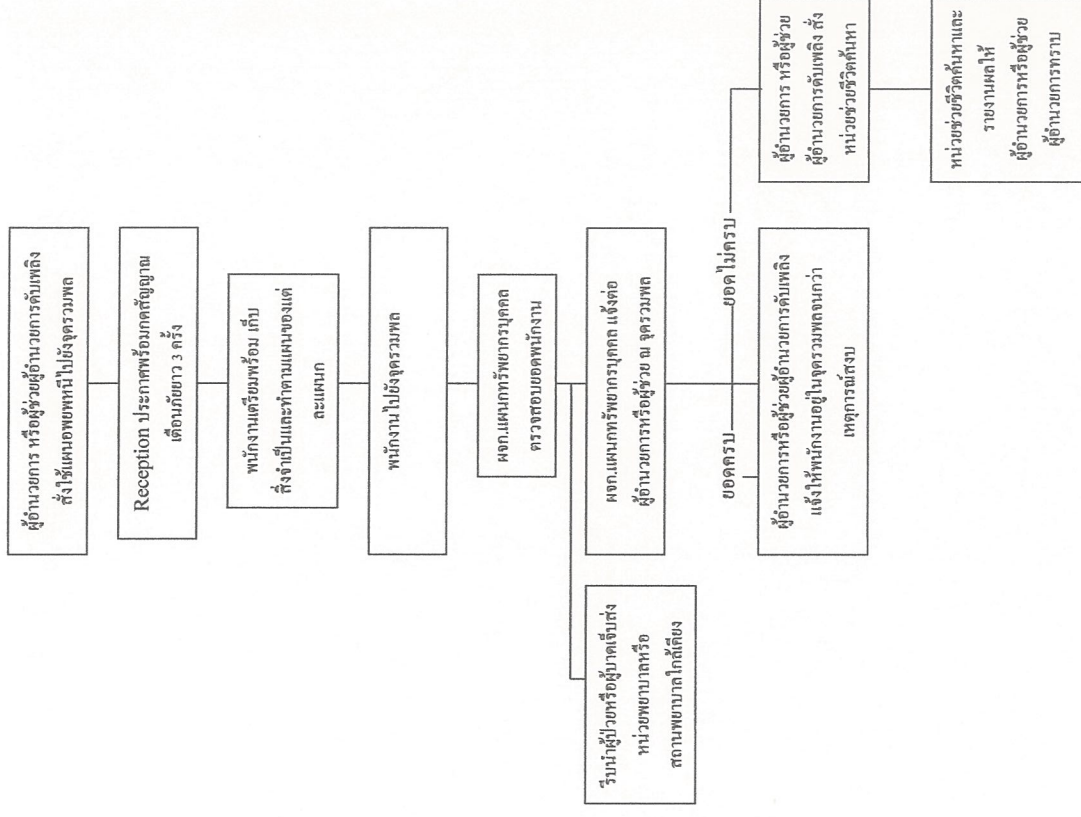 ผู้อำนวยการ หรือผู้ช่วยผู้อำนวยการดับเพลิง
สั่งใช้แผนอพยพหนีไปยังจุดรวมพล
Reception ประกาศพร้อมกดสัญญาณ
เตือนภัยยาว 3 ครั้ง
พนักงานเตรียมพร้อม เก็บ
สิ่งจำเป็นและทำตามแผนของแต่
ละแผนก
พนักงานไปยังจุดรวมพล
ผจก.แผนกทรัพยากรบุคคล
ตรวจสอบยอดพนักงาน
รีบนำผู้ป่วยหรือผู้บาดเจ็บส่ง
หน่วยพยาบาลหรือ
สถานพยาบาลใกล้เคียง
ผจก.แผนกทรัพยากรบุคคล แจ้งต่อ
ผู้อำนวยการหรือผู้ช่วย ณ จุดรวมพล
ยอดครบ
ยอดไม่ครบ
ผู้อำนวยการหรือผู้ช่วยผู้อำนวยการดับเพลิง
แจ้งให้พนักงานอยู่ในจุดรวมพลจนกว่า
เหตุการณ์สงบ
ผู้อำนวยการ หรือผู้ช่วย
ผู้อำนวยการดับเพลิง สั่ง
หน่วยช่วยชีวิตค้นหา
หน่วยช่วยชีวิตค้นหาและ
รายงานผลให้
ผู้อำนวยการหรือผู้ช่วย
ผู้อำนวยการทราบ